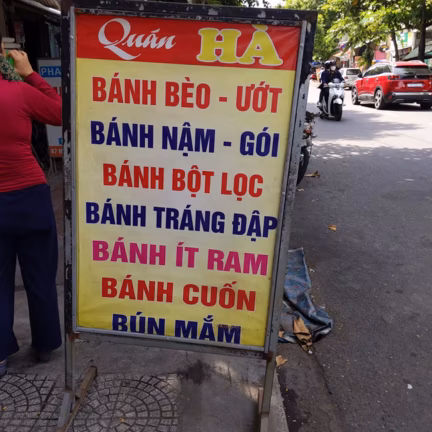 Quán HÀ
BÁNH BÈO - ƯỚT
BÁNH NẬM - GÓI
BÁNH BỘT LỌC
BÁNH TRÁNG ĐẬP
BÁNH ÍT RAM
BÁNH CUỐN
BÚN MẮM
PHA